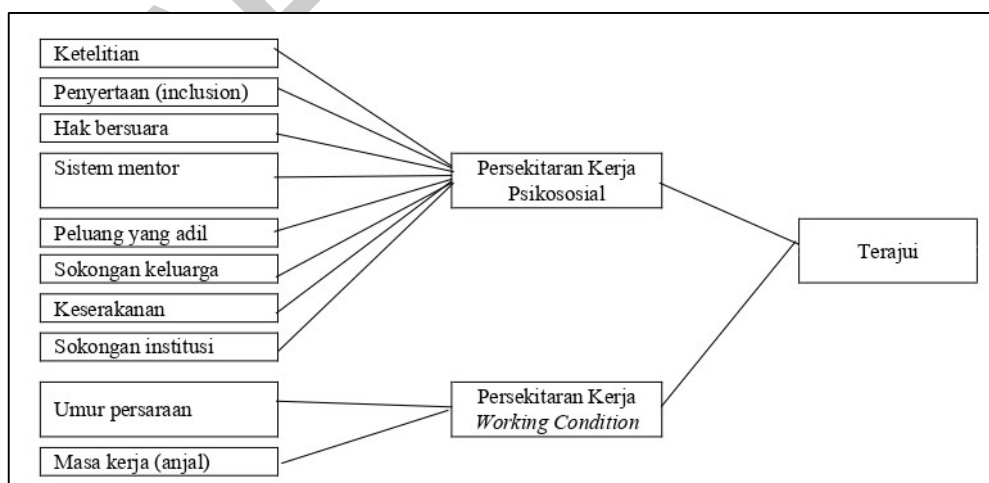 Ketelitian
Penyertaan (inclusion)
Hak bersuara
Sistem mentor
Peluang yang adil
Sokongan keluarga
Keserakanan
Sokongan institusi
Umur persaraan
Masa kerja (anjal)
Persekitaran Kerja
Psikososial
Persekitaran Kerja
Working Condition
Terajui